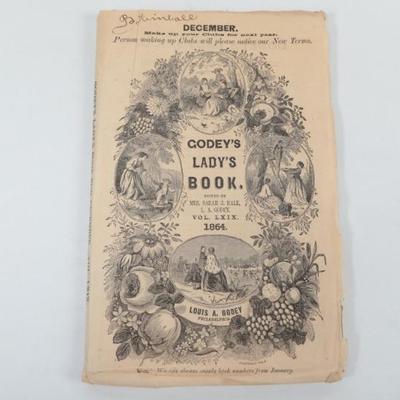 B. Kimball
DECEMBER.
Make up your Clubs for next year.
Person making up Clubs will please notice our New Terms.
GODEY'S
LADY'S
BOOK,
EDITED BY
MRS. SARAH J. HALE,
L. A. GODEY.
VOL. LXIX.
1864.
LOUIS A. GODEY
PHILADELPHIA
We can always supply back numbers from January.